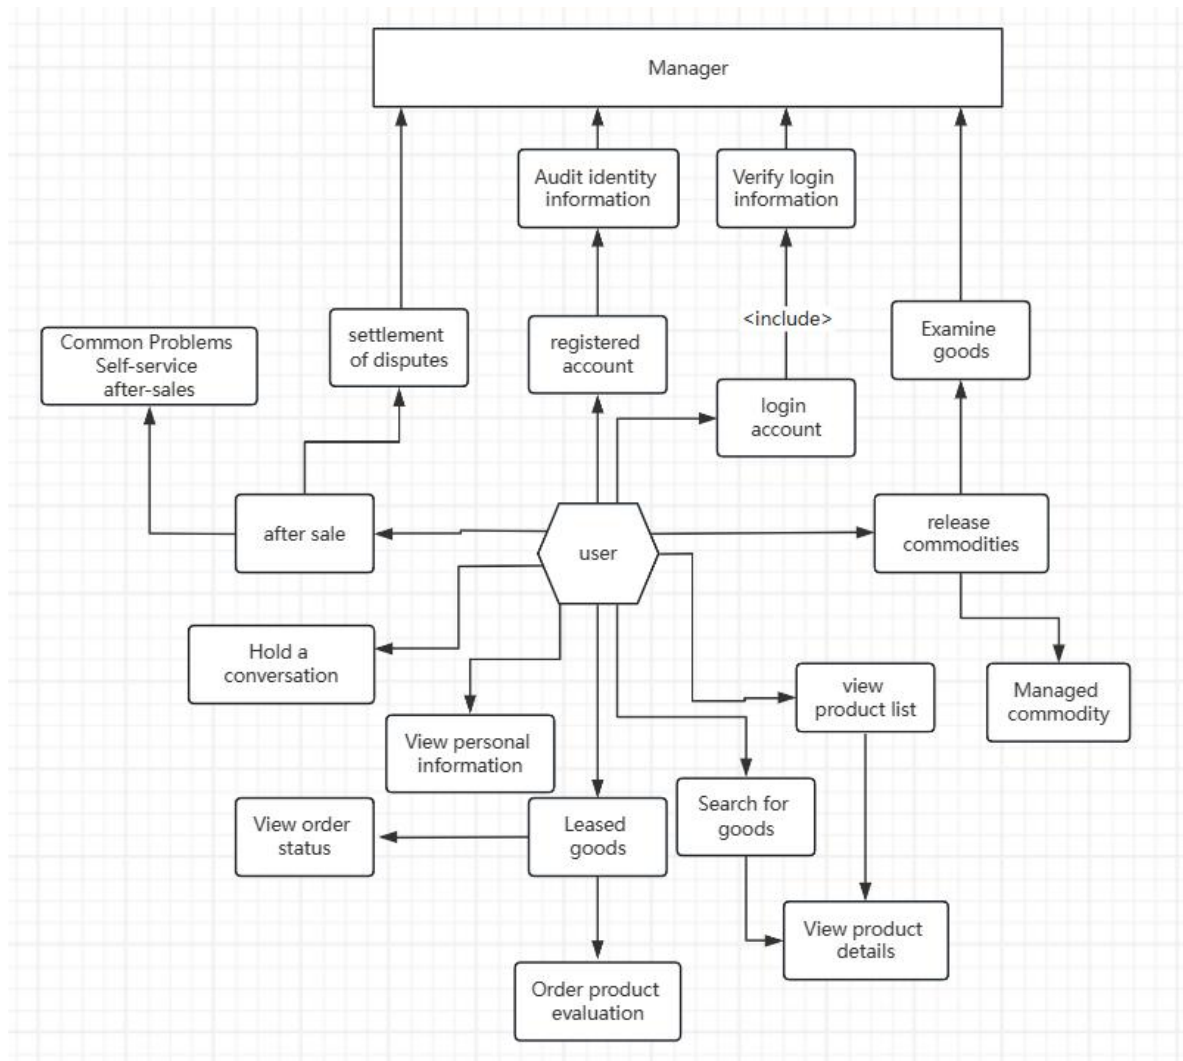 Manager
Audit identity
information
Verify login
information
<include>
Common Problems
Self-service
after-sales
settlement
of disputes
registered
account
login
account
Examine
goods
after sale
user
release
commodities
Hold a
conversation
View personal
information
view
product list
Managed
commodity
View order
status
Leased
goods
Search for
goods
View product
details
Order product
evaluation